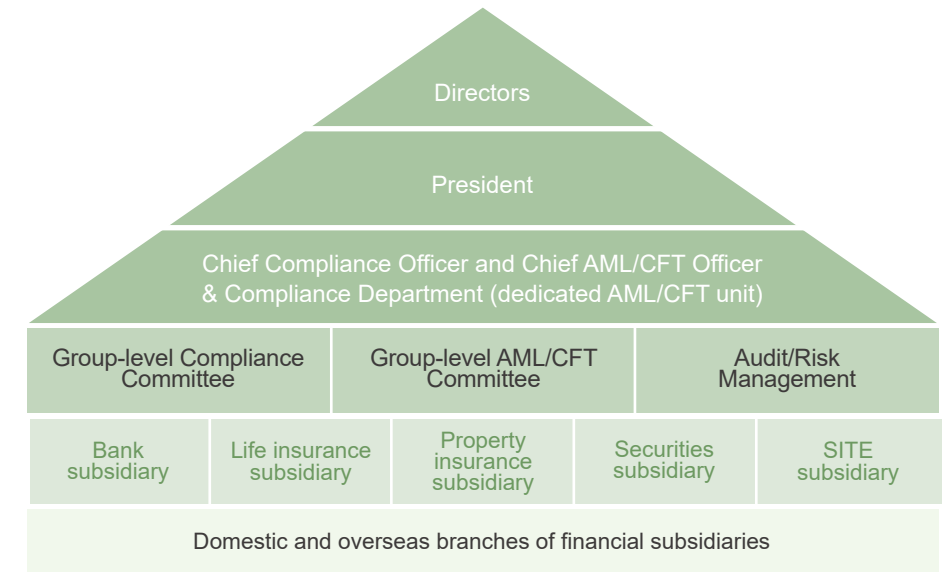 Directors
President
Chief Compliance Officer and Chief AML/CFT Officer
& Compliance Department (dedicated AML/CFT unit)
Group-level Compliance
Committee
Group-level AML/CFT
Committee
Audit/Risk
Management
Bank
subsidiary
Life insurance
subsidiary
Property
insurance
subsidiary
Securities
subsidiary
SITE
subsidiary
Domestic and overseas branches of financial subsidiaries